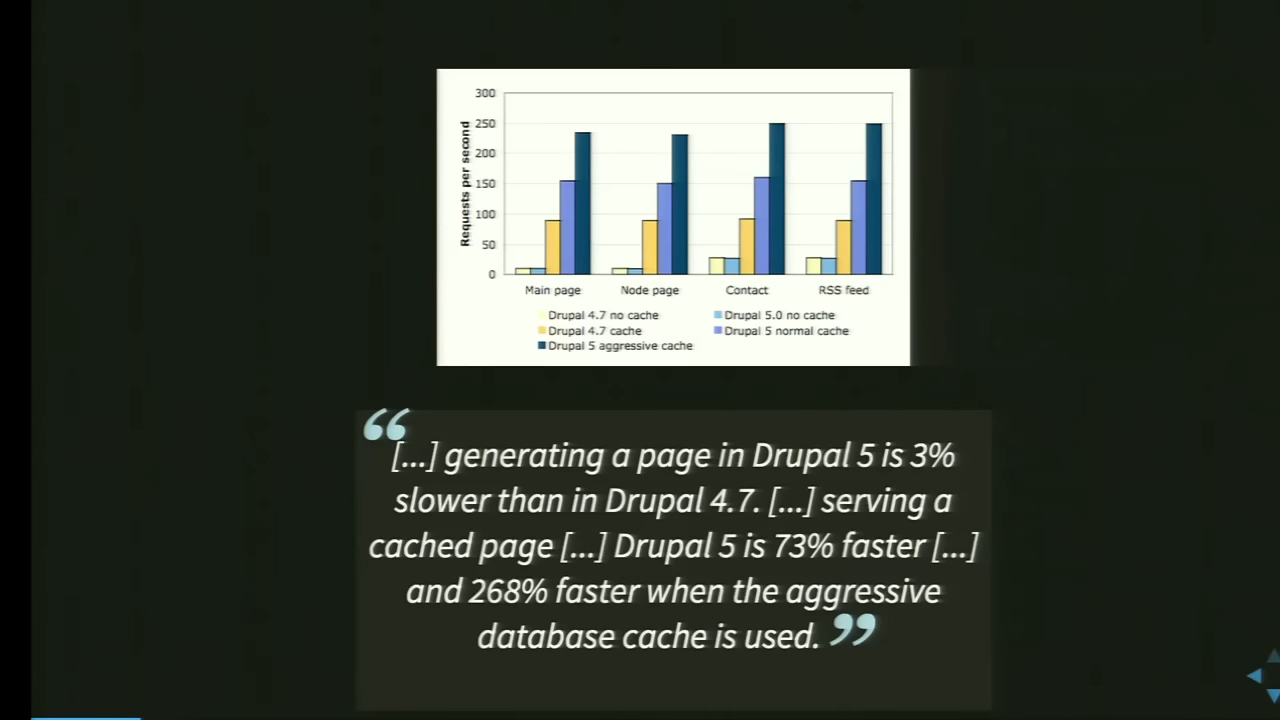 300
250
200
150
100
50
0
Requests per second
Main page Node page Contact RSS feed
Drupal 4.7 no cache Drupal 5.0 no cache
Drupal 4.7 cache Drupal 5 normal cache
Drupal 5 aggressive cache
“
[...] generating a page in Drupal 5 is 3%
slower than in Drupal 4.7. [...] serving a
cached page [...] Drupal 5 is 73% faster [...]
and 268% faster when the aggressive
database cache is used. ”